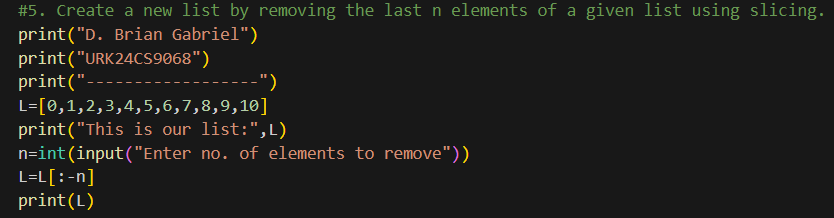 #5. Create a new list by removing the last n elements of a given list using slicing.
print("D. Brian Gabriel")
print("URK24CS9068")
print("------------------")
L=[0,1,2,3,4,5,6,7,8,9,10]
print("This is our list:",L)
n=int(input("Enter no. of elements to remove"))
L=L[:-n]
print(L)